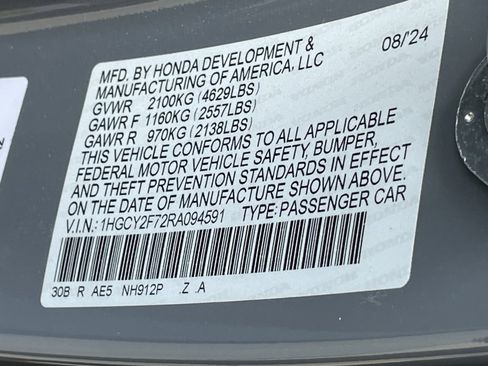 MFD. BY HONDA DEVELOPMENT & 08/'24
MANUFACTURING OF AMERICA, LLC
GVWR 2100KG (4629LBS)
GAWR F 1160KG (2557LBS)
GAWR R 970KG (2138LBS)
THIS VEHICLE CONFORMS TO ALL APPLICABLE
FEDERAL MOTOR VEHICLE SAFETY, BUMPER,
AND THEFT PREVENTION STANDARDS IN EFFECT
ON THE DATE OF MANUFACTURE SHOWN ABOVE.
V.I.N.: 1HGCY2F72RA094591 TYPE:PASSENGER CAR
30B R AE5 NH912P .Z .A